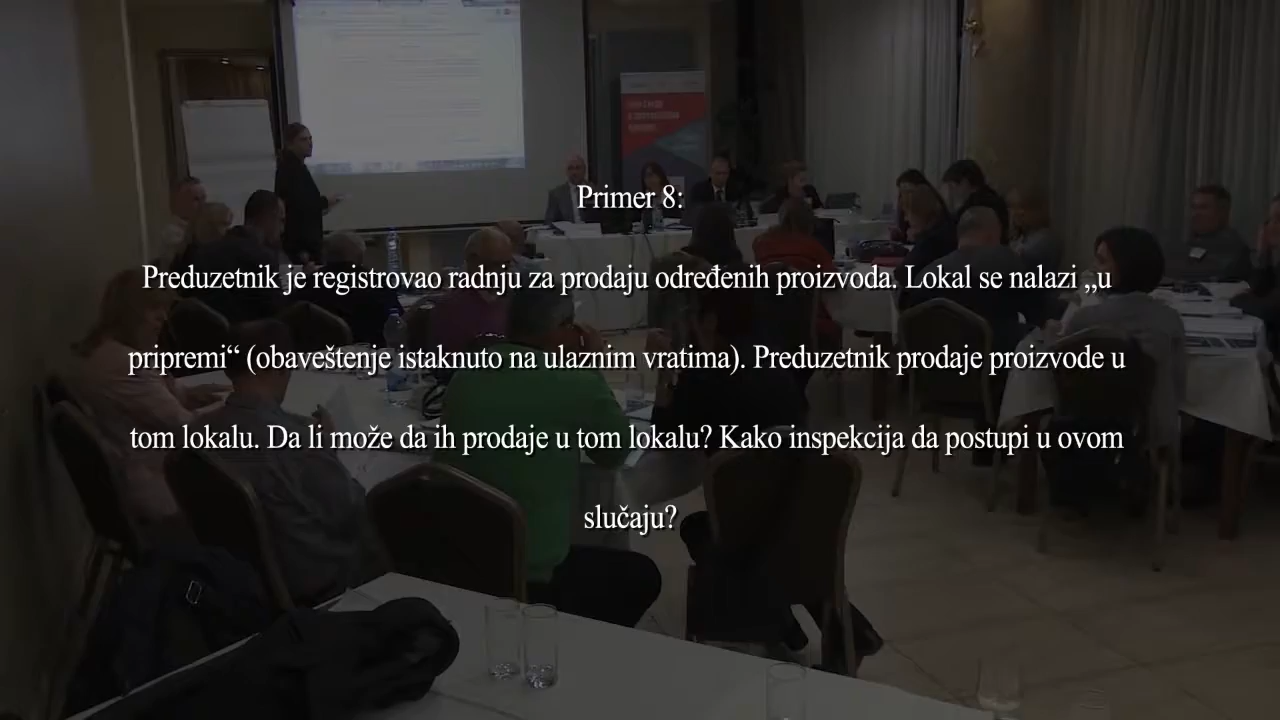 Primer 8:
Preduzetnik je registrovao radnju za prodaju određenih proizvoda. Lokal se nalazi „u
pripremi“ (obaveštenje istaknuto na ulaznim vratima). Preduzetnik prodaje proizvode u
tom lokalu. Da li može da ih prodaje u tom lokalu? Kako inspekcija da postupi u ovom
slučaju?